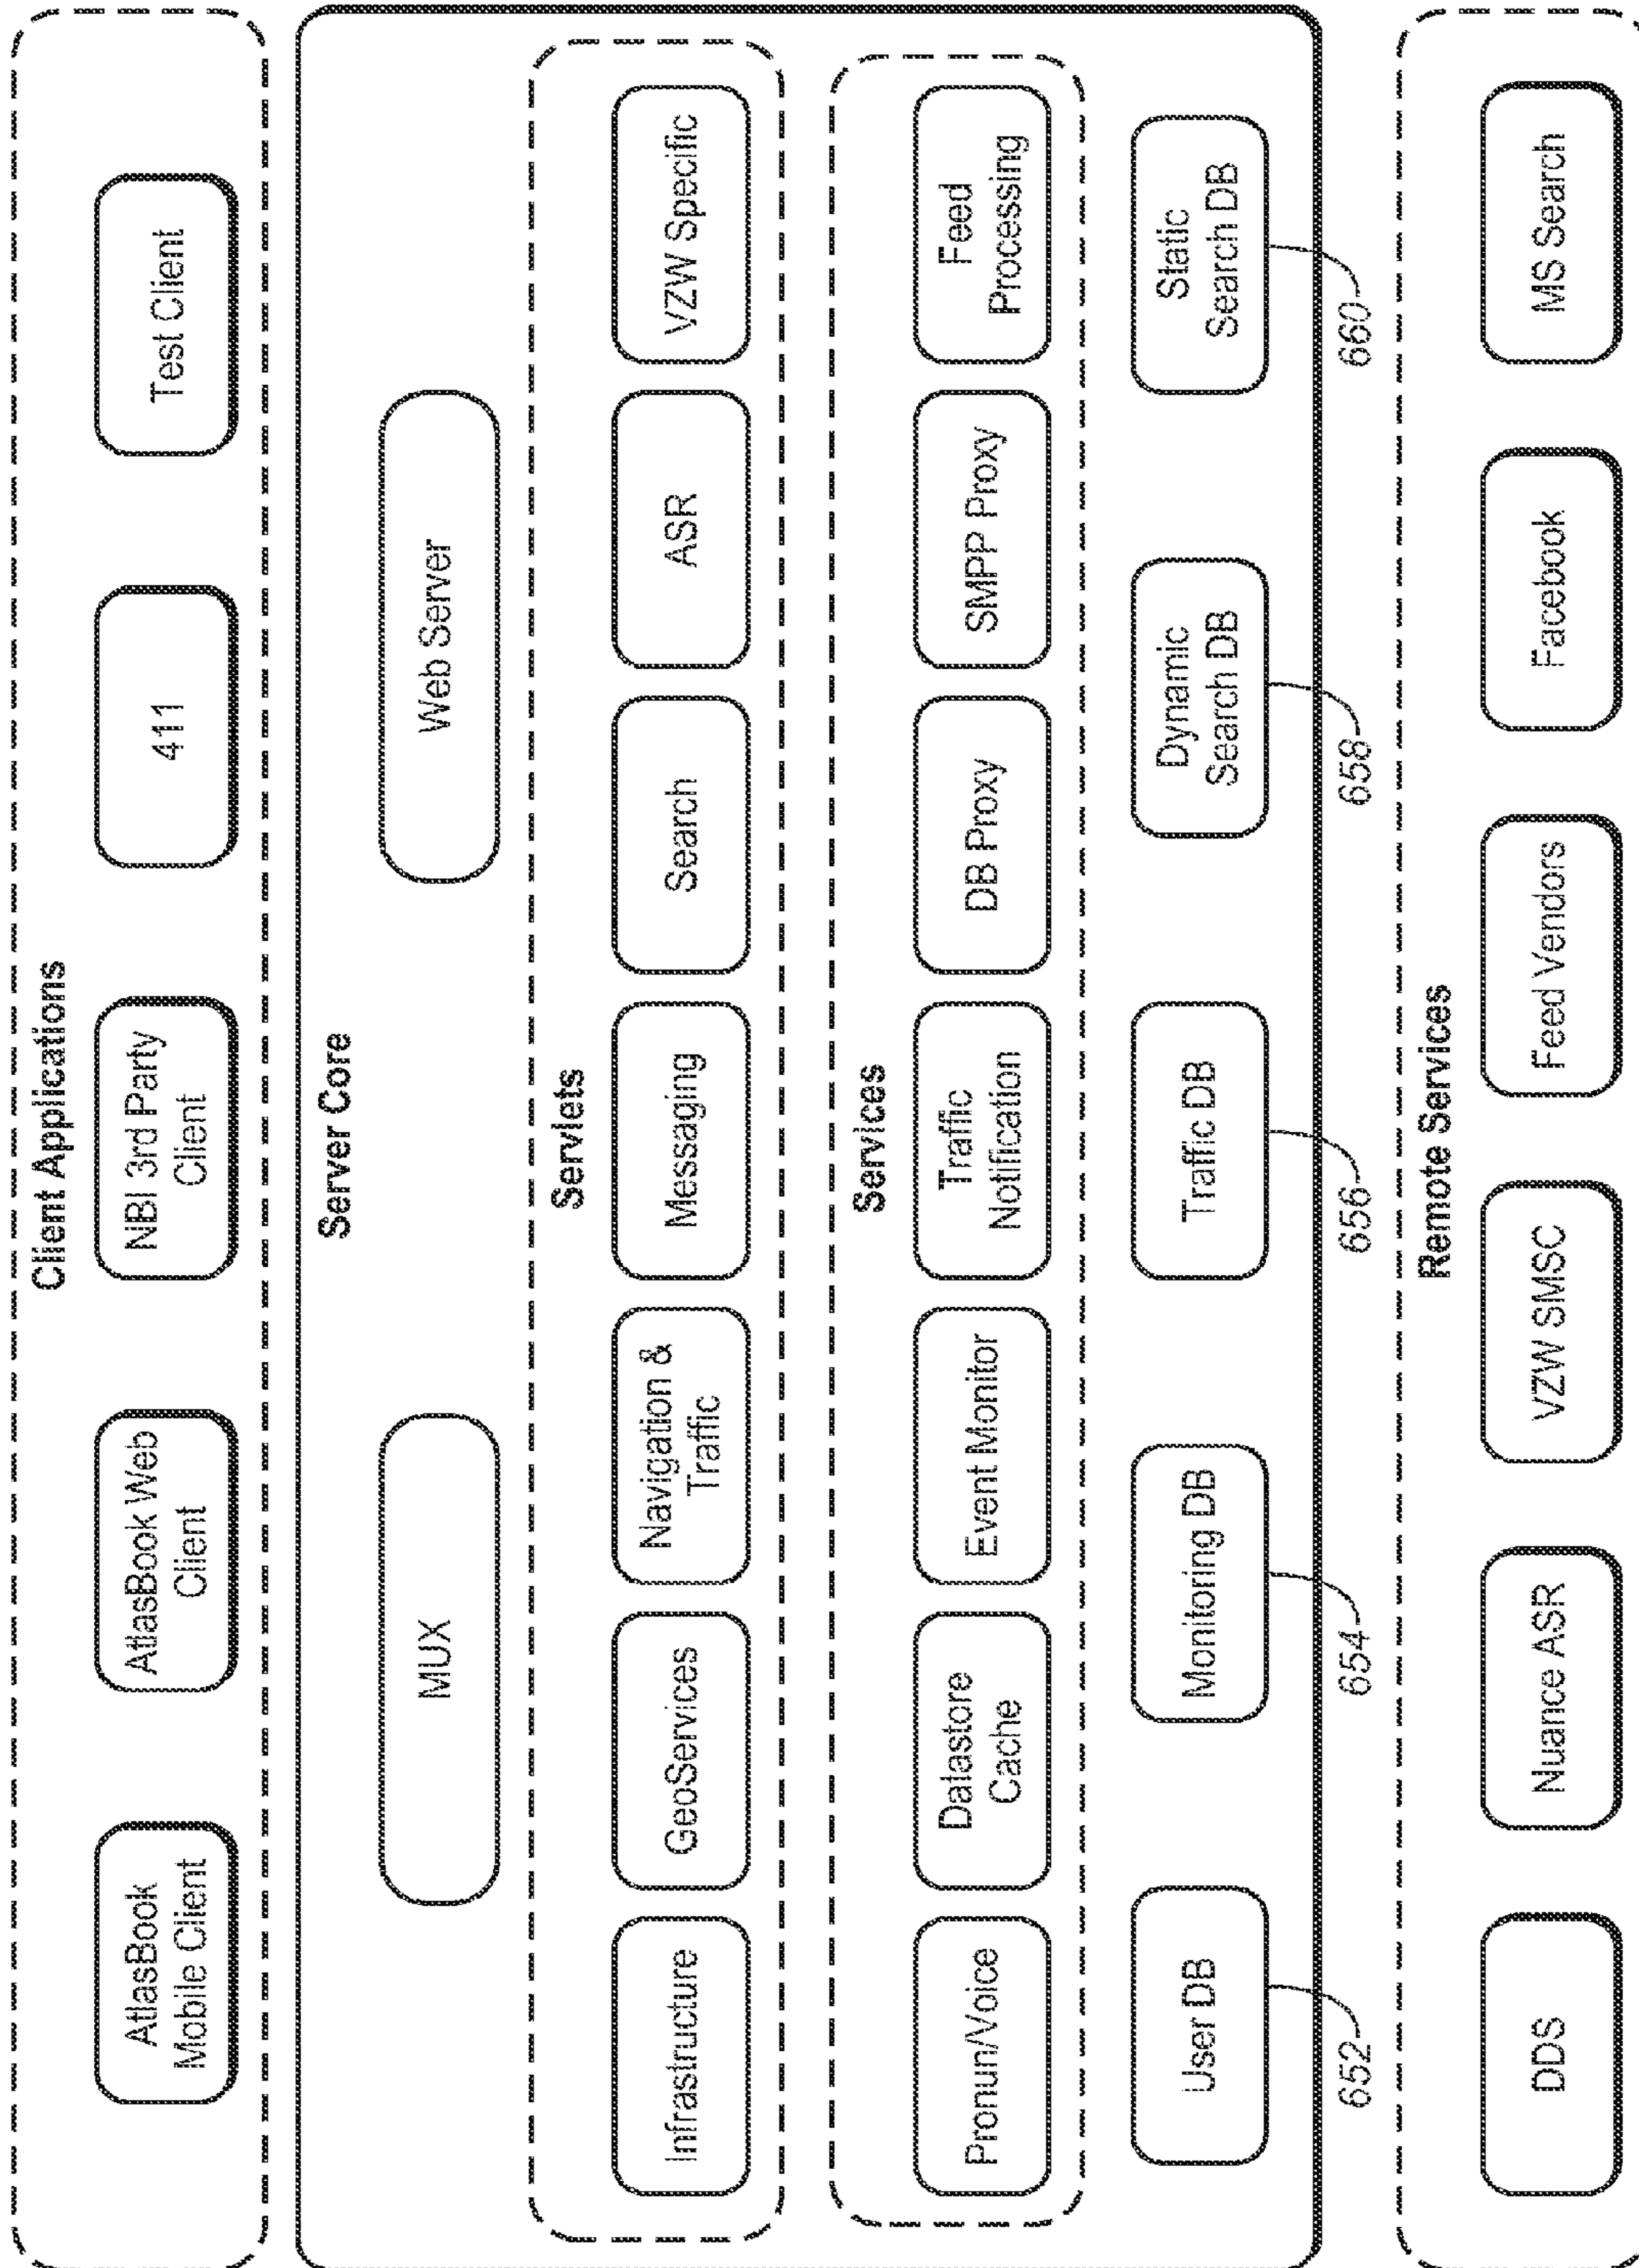 Client Applications
AtlasBook
Mobile Client
AtlasBook Web
Client
NBI 3rd Party
Client
411
Test Client
Server Core
MUX
Web Server
Servlets
Infrastructure
GeoServices
Navigation &
Traffic
Messaging
Search
ASR
VZW Specific
Services
Pronun/Voice
Datastore
Cache
Event Monitor
Traffic
Notification
DB Proxy
SMPP Proxy
Feed
Processing
User DB
Monitoring DB
Traffic DB
Dynamic
Search DB
Static
Search DB
652
654
656
658
660
Remote Services
DDS
Nuance ASR
VZW SMSC
Feed Vendors
Facebook
MS Search